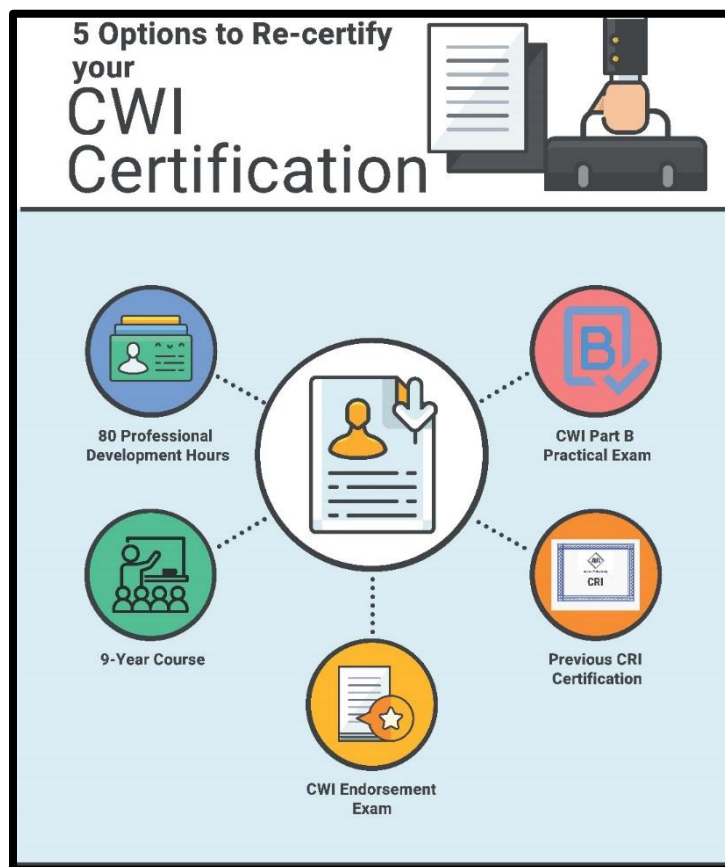 5 Options to Re-certify
your
CWI
Certification
80 Professional
Development Hours
B
CWI Part B
Practical Exam
9-Year Course
CRI
Previous CRI
Certification
CWI Endorsement
Exam